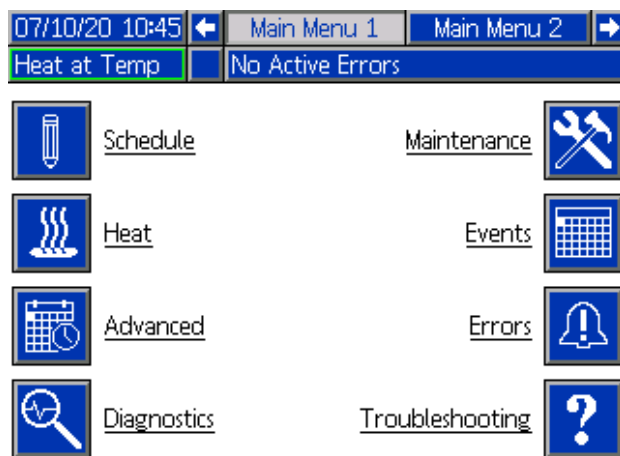 07/10/20 10:45 Main Menu 1 Main Menu 2
Heat at Temp No Active Errors
Schedule Maintenance
Heat Events
Advanced Errors
Diagnostics Troubleshooting